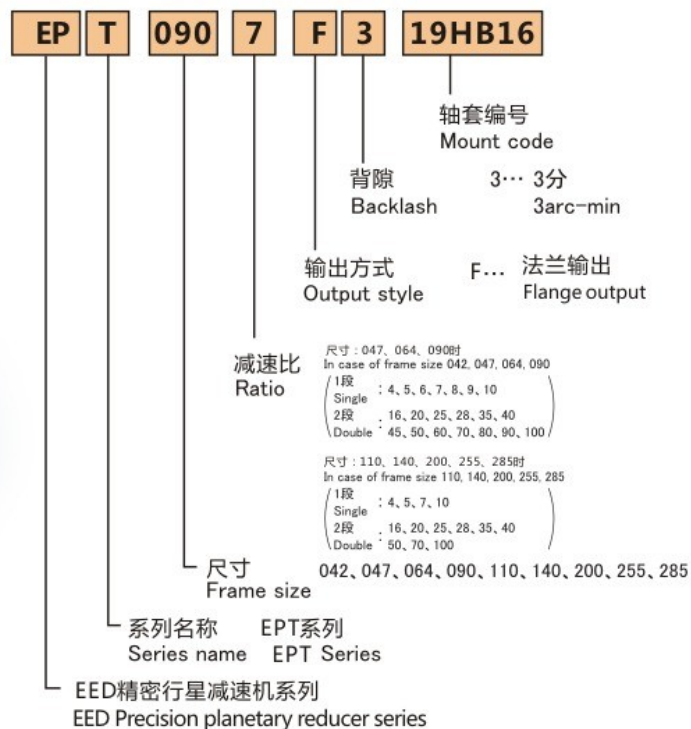 EP T 090 7 F 3 19HB16
轴套编号
Mount code
背隙 3… 3分
Backlash 3arc-min
输出方式 F… 法兰输出
Output style Flange output
减速比
Ratio
尺寸:047、064、090时
In case of frame size 042, 047, 064, 090
1段
Single : 4、5、6、7、8、9、10
2段 16、20、25、28、35、40
Double : 45、50、60、70、80、90、100
尺寸:110、140、200、255、285时
In case of frame size 110, 140, 200, 255, 285
1段
Single : 4、5、7、10
2段 16、20、25、28、35、40
Double : 50、70、100
尺寸 042、047、064、090、110、140、200、255、285
Frame size
系列名称 EPT系列
Series name EPT Series
EED精密行星减速机系列
EED Precision planetary reducer series